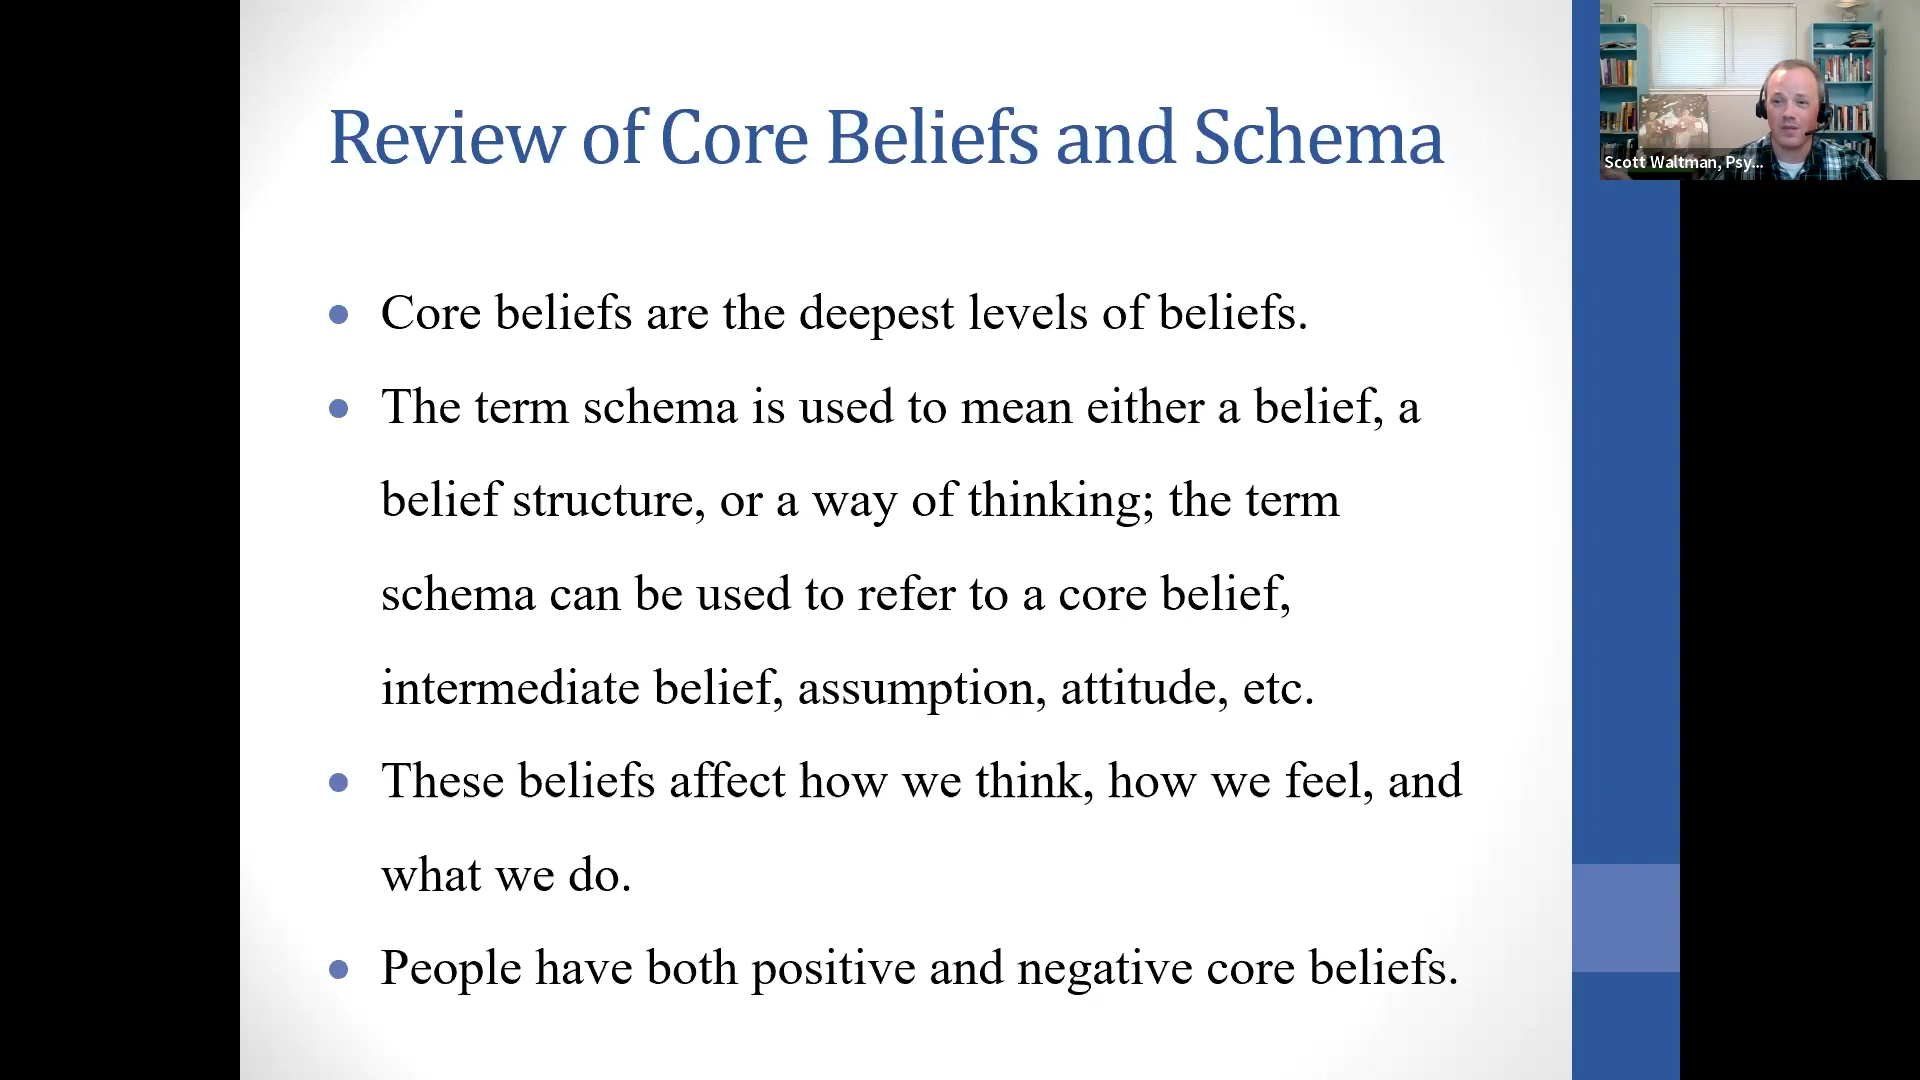 Review of Core Beliefs and Schema
Scott Waltman, Psy...
• Core beliefs are the deepest levels of beliefs.
• The term schema is used to mean either a belief, a
belief structure, or a way of thinking; the term
schema can be used to refer to a core belief,
intermediate belief, assumption, attitude, etc.
• These beliefs affect how we think, how we feel, and
what we do.
• People have both positive and negative core beliefs.